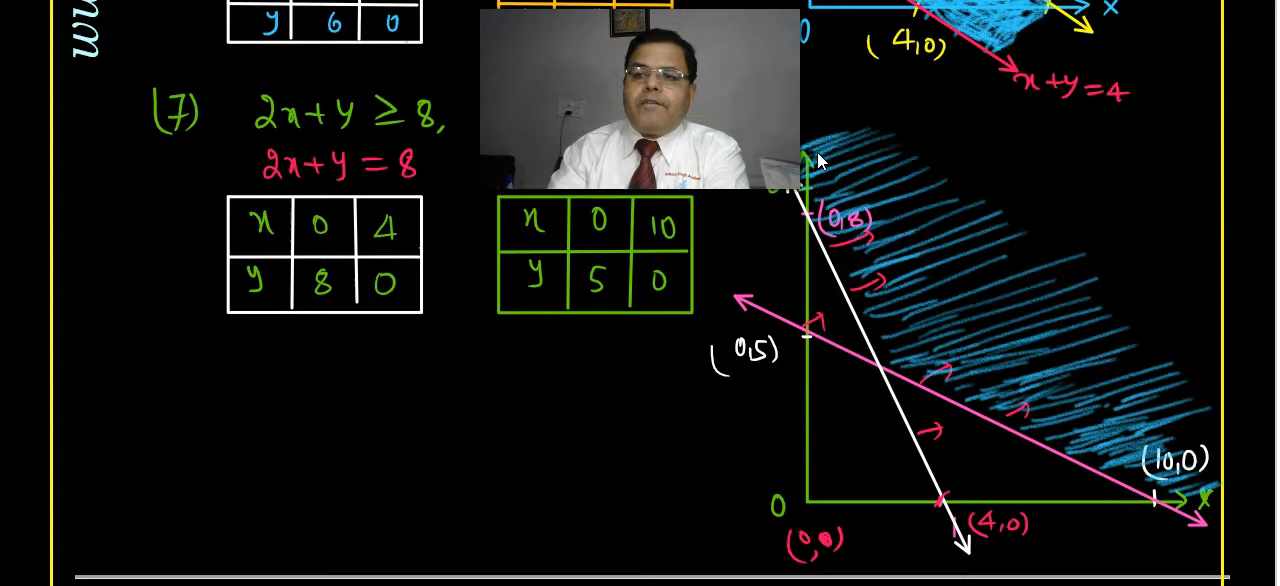 y 6 0
x
(4,0)
0
x+y=4
(7) 2x+y ≥ 8,
2x+y = 8
x 0 4
y 8 0
x 0 10
y 5 0
(0,8)
(0,5)
(10,0)
0
x
(0,0)
(4,0)